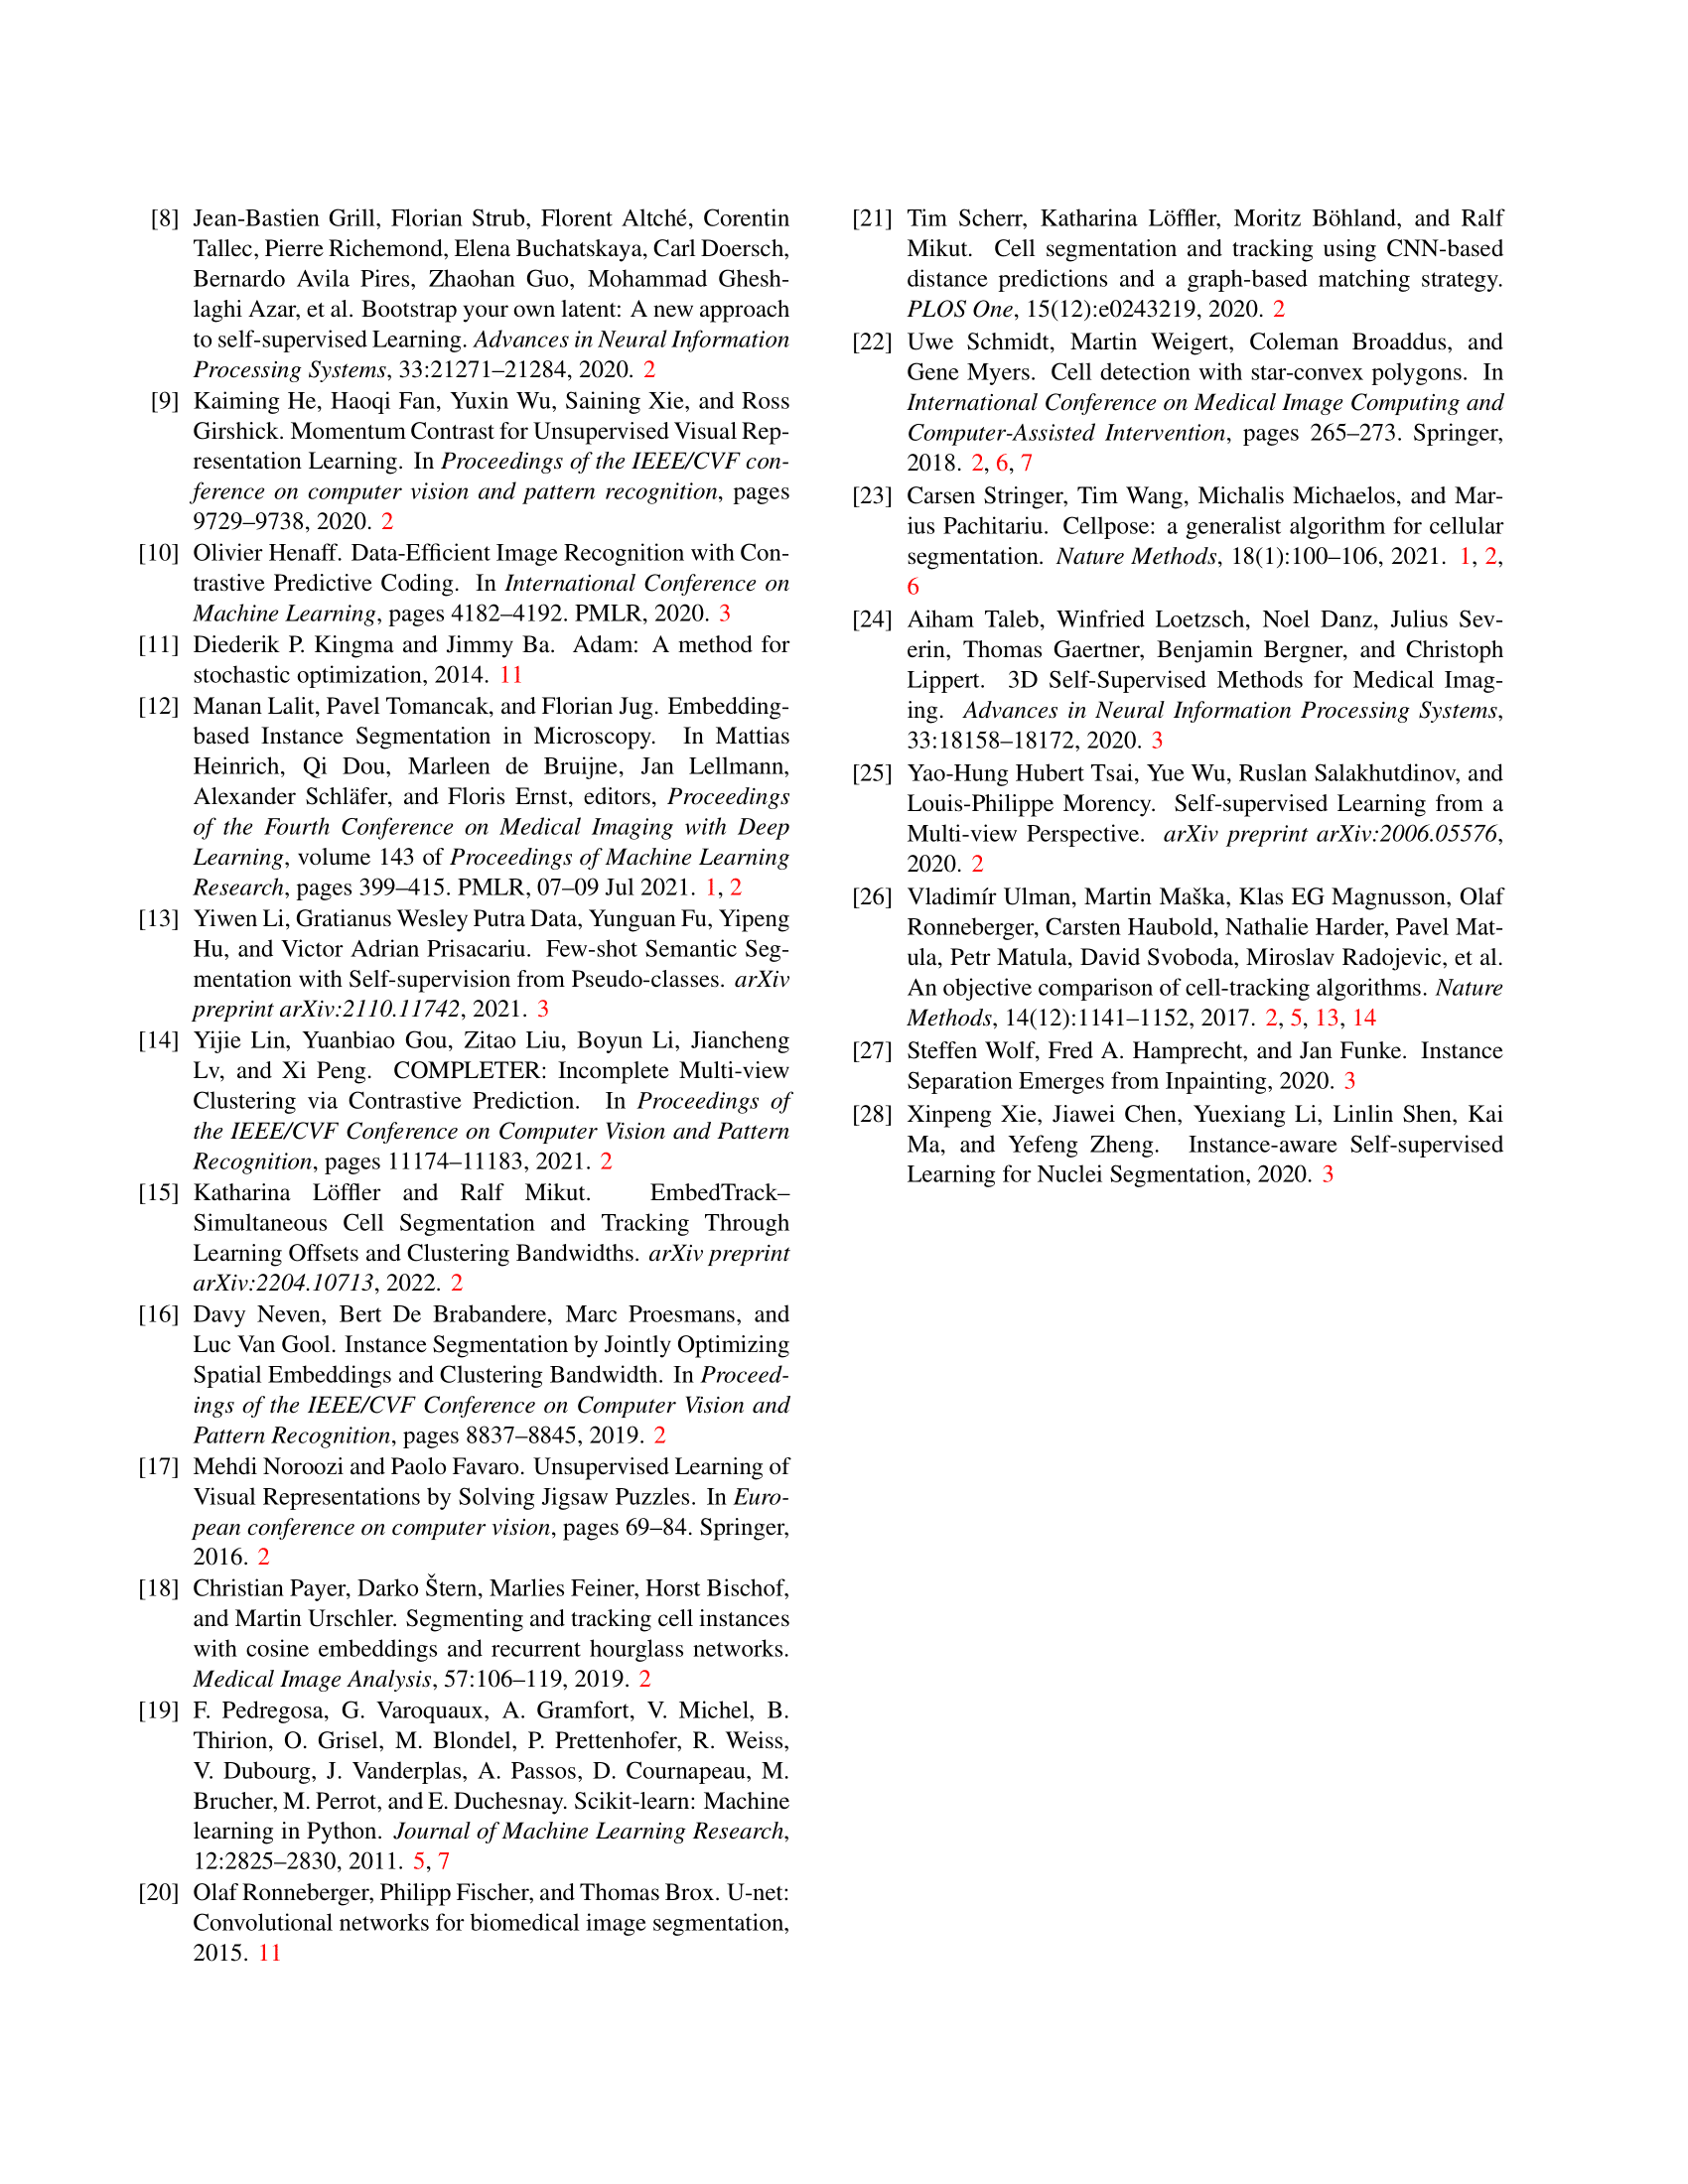 [8] Jean-Bastien Grill, Florian Strub, Florent Altché, Corentin
Tallec, Pierre Richemond, Elena Buchatskaya, Carl Doersch,
Bernardo Avila Pires, Zhaohan Guo, Mohammad Ghesh-
laghi Azar, et al. Bootstrap your own latent: A new approach
to self-supervised Learning. Advances in Neural Information
Processing Systems, 33:21271–21284, 2020. 2
[9] Kaiming He, Haoqi Fan, Yuxin Wu, Saining Xie, and Ross
Girshick. Momentum Contrast for Unsupervised Visual Rep-
resentation Learning. In Proceedings of the IEEE/CVF con-
ference on computer vision and pattern recognition, pages
9729–9738, 2020. 2
[10] Olivier Henaff. Data-Efficient Image Recognition with Con-
trastive Predictive Coding. In International Conference on
Machine Learning, pages 4182–4192. PMLR, 2020. 3
[11] Diederik P. Kingma and Jimmy Ba. Adam: A method for
stochastic optimization, 2014. 11
[12] Manan Lalit, Pavel Tomancak, and Florian Jug. Embedding-
based Instance Segmentation in Microscopy. In Mattias
Heinrich, Qi Dou, Marleen de Bruijne, Jan Lellmann,
Alexander Schläfer, and Floris Ernst, editors, Proceedings
of the Fourth Conference on Medical Imaging with Deep
Learning, volume 143 of Proceedings of Machine Learning
Research, pages 399–415. PMLR, 07–09 Jul 2021. 1, 2
[13] Yiwen Li, Gratianus Wesley Putra Data, Yunguan Fu, Yipeng
Hu, and Victor Adrian Prisacariu. Few-shot Semantic Seg-
mentation with Self-supervision from Pseudo-classes. arXiv
preprint arXiv:2110.11742, 2021. 3
[14] Yijie Lin, Yuanbiao Gou, Zitao Liu, Boyun Li, Jiancheng
Lv, and Xi Peng. COMPLETER: Incomplete Multi-view
Clustering via Contrastive Prediction. In Proceedings of
the IEEE/CVF Conference on Computer Vision and Pattern
Recognition, pages 11174–11183, 2021. 2
[15] Katharina Löffler and Ralf Mikut. EmbedTrack–
Simultaneous Cell Segmentation and Tracking Through
Learning Offsets and Clustering Bandwidths. arXiv preprint
arXiv:2204.10713, 2022. 2
[16] Davy Neven, Bert De Brabandere, Marc Proesmans, and
Luc Van Gool. Instance Segmentation by Jointly Optimizing
Spatial Embeddings and Clustering Bandwidth. In Proceed-
ings of the IEEE/CVF Conference on Computer Vision and
Pattern Recognition, pages 8837–8845, 2019. 2
[17] Mehdi Noroozi and Paolo Favaro. Unsupervised Learning of
Visual Representations by Solving Jigsaw Puzzles. In Euro-
pean conference on computer vision, pages 69–84. Springer,
2016. 2
[18] Christian Payer, Darko Štern, Marlies Feiner, Horst Bischof,
and Martin Urschler. Segmenting and tracking cell instances
with cosine embeddings and recurrent hourglass networks.
Medical Image Analysis, 57:106–119, 2019. 2
[19] F. Pedregosa, G. Varoquaux, A. Gramfort, V. Michel, B.
Thirion, O. Grisel, M. Blondel, P. Prettenhofer, R. Weiss,
V. Dubourg, J. Vanderplas, A. Passos, D. Cournapeau, M.
Brucher, M. Perrot, and E. Duchesnay. Scikit-learn: Machine
learning in Python. Journal of Machine Learning Research,
12:2825–2830, 2011. 5, 7
[20] Olaf Ronneberger, Philipp Fischer, and Thomas Brox. U-net:
Convolutional networks for biomedical image segmentation,
2015. 11
[21] Tim Scherr, Katharina Löffler, Moritz Böhland, and Ralf
Mikut. Cell segmentation and tracking using CNN-based
distance predictions and a graph-based matching strategy.
PLOS One, 15(12):e0243219, 2020. 2
[22] Uwe Schmidt, Martin Weigert, Coleman Broaddus, and
Gene Myers. Cell detection with star-convex polygons. In
International Conference on Medical Image Computing and
Computer-Assisted Intervention, pages 265–273. Springer,
2018. 2, 6, 7
[23] Carsen Stringer, Tim Wang, Michalis Michaelos, and Mar-
ius Pachitariu. Cellpose: a generalist algorithm for cellular
segmentation. Nature Methods, 18(1):100–106, 2021. 1, 2,
6
[24] Aiham Taleb, Winfried Loetzsch, Noel Danz, Julius Sev-
erin, Thomas Gaertner, Benjamin Bergner, and Christoph
Lippert. 3D Self-Supervised Methods for Medical Imag-
ing. Advances in Neural Information Processing Systems,
33:18158–18172, 2020. 3
[25] Yao-Hung Hubert Tsai, Yue Wu, Ruslan Salakhutdinov, and
Louis-Philippe Morency. Self-supervised Learning from a
Multi-view Perspective. arXiv preprint arXiv:2006.05576,
2020. 2
[26] Vladimír Ulman, Martin Maška, Klas EG Magnusson, Olaf
Ronneberger, Carsten Haubold, Nathalie Harder, Pavel Mat-
ula, Petr Matula, David Svoboda, Miroslav Radojevic, et al.
An objective comparison of cell-tracking algorithms. Nature
Methods, 14(12):1141–1152, 2017. 2, 5, 13, 14
[27] Steffen Wolf, Fred A. Hamprecht, and Jan Funke. Instance
Separation Emerges from Inpainting, 2020. 3
[28] Xinpeng Xie, Jiawei Chen, Yuexiang Li, Linlin Shen, Kai
Ma, and Yefeng Zheng. Instance-aware Self-supervised
Learning for Nuclei Segmentation, 2020. 3